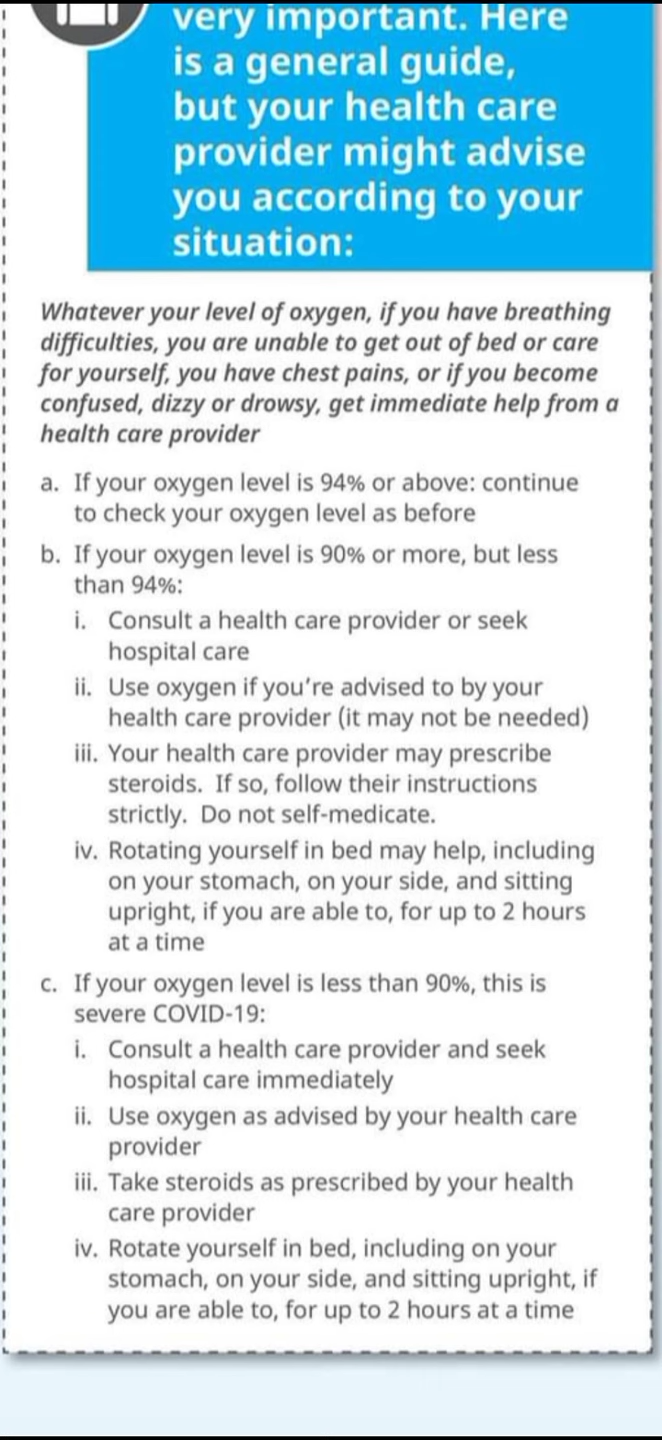 very important. Here
is a general guide,
but your health care
provider might advise
you according to your
situation:
Whatever your level of oxygen, if you have breathing
difficulties, you are unable to get out of bed or care
for yourself, you have chest pains, or if you become
confused, dizzy or drowsy, get immediate help from a
health care provider
a. If your oxygen level is 94% or above: continue
to check your oxygen level as before
b. If your oxygen level is 90% or more, but less
than 94%:
i. Consult a health care provider or seek
hospital care
ii. Use oxygen if you're advised to by your
health care provider (it may not be needed)
iii. Your health care provider may prescribe
steroids. If so, follow their instructions
strictly. Do not self-medicate.
iv. Rotating yourself in bed may help, including
on your stomach, on your side, and sitting
upright, if you are able to, for up to 2 hours
at a time
c. If your oxygen level is less than 90%, this is
severe COVID-19:
i. Consult a health care provider and seek
hospital care immediately
ii. Use oxygen as advised by your health care
provider
iii. Take steroids as prescribed by your health
care provider
iv. Rotate yourself in bed, including on your
stomach, on your side, and sitting upright, if
you are able to, for up to 2 hours at a time